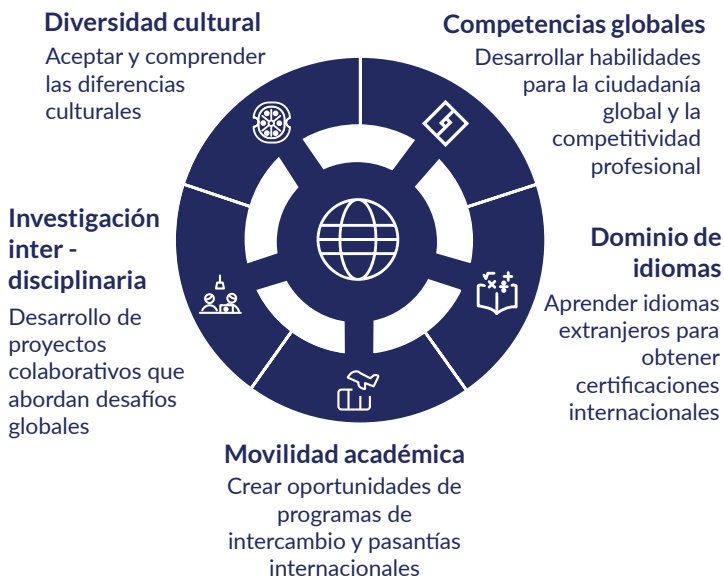 Diversidad cultural
Aceptar y comprender
las diferencias
culturales
Competencias globales
Desarrollar habilidades
para la ciudadanía
global y la
competitividad
profesional
Investigación
inter -
disciplinaria
Desarrollo de
proyectos
colaborativos que
abordan desafíos
globales
Dominio de
idiomas
Aprender idiomas
extranjeros para
obtener
certificaciones
internacionales
Movilidad académica
Crear oportunidades de
programas de
intercambio y pasantías
internacionales